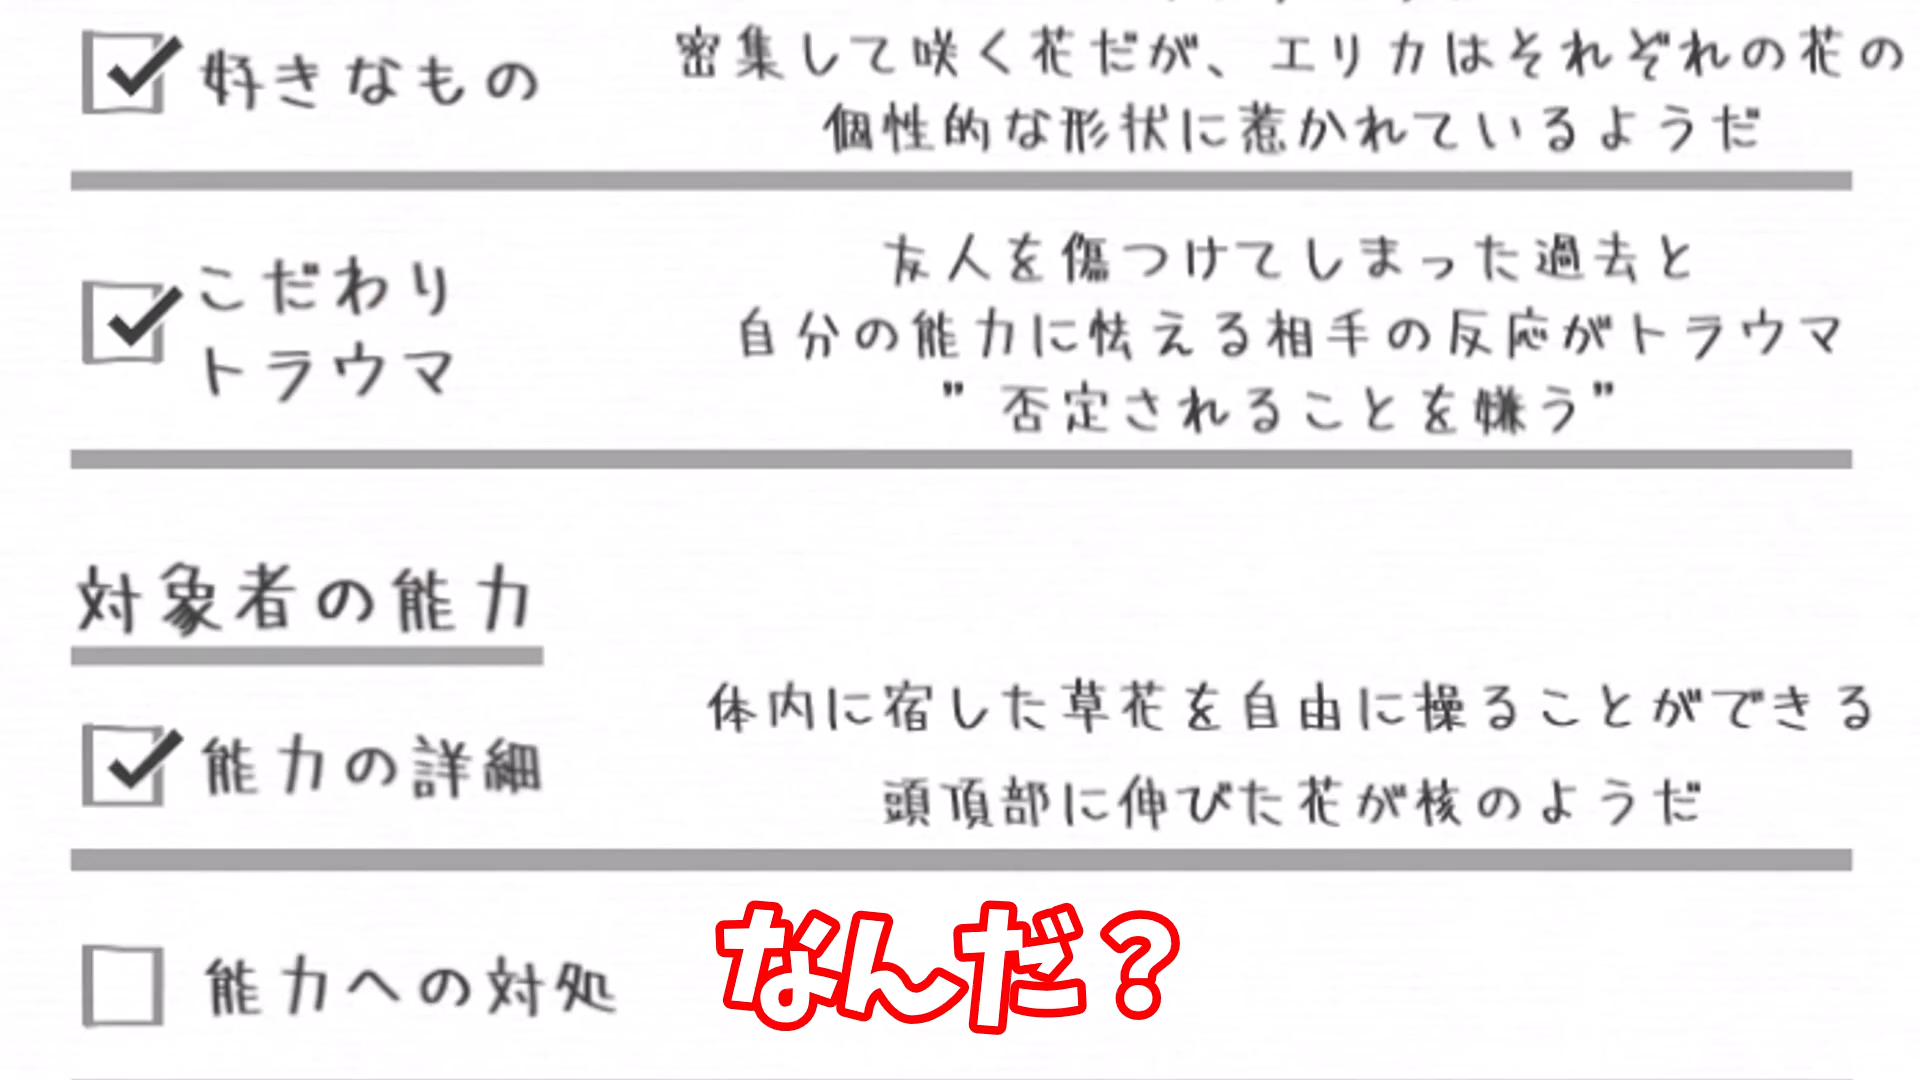 好きなもの
密集して咲く花だが、エリカはそれぞれの花の
個性的な形状に惹かれているようだ
こだわり
トラウマ
友人を傷つけてしまった過去と
自分の能力に怯える相手の反応がトラウマ
”否定されることを嫌う”
対象者の能力
能力の詳細
体内に宿した草花を自由に操ることができる
頭頂部に伸びた花が核のようだ
能力への対処
なんだ？